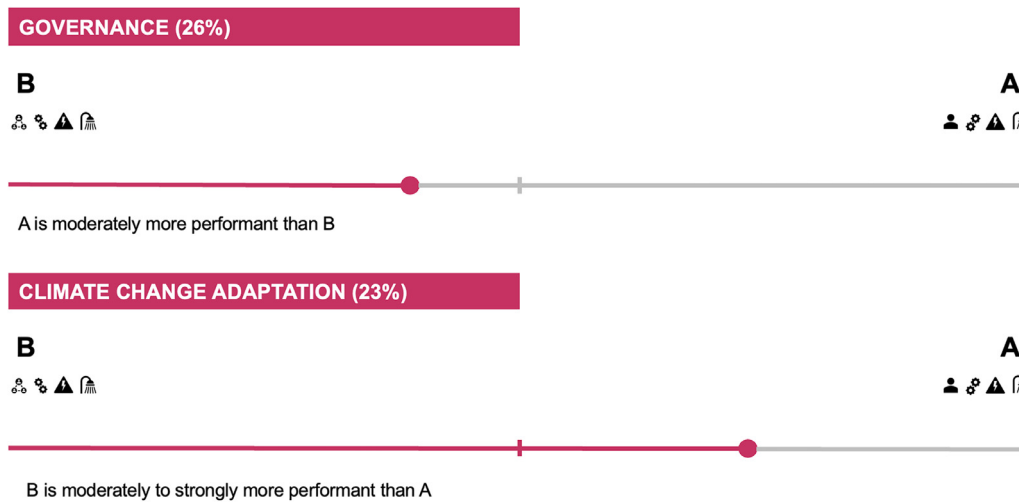 GOVERNANCE (26%)
B A
A is moderately more performant than B
CLIMATE CHANGE ADAPTATION (23%)
B A
B is moderately to strongly more performant than A